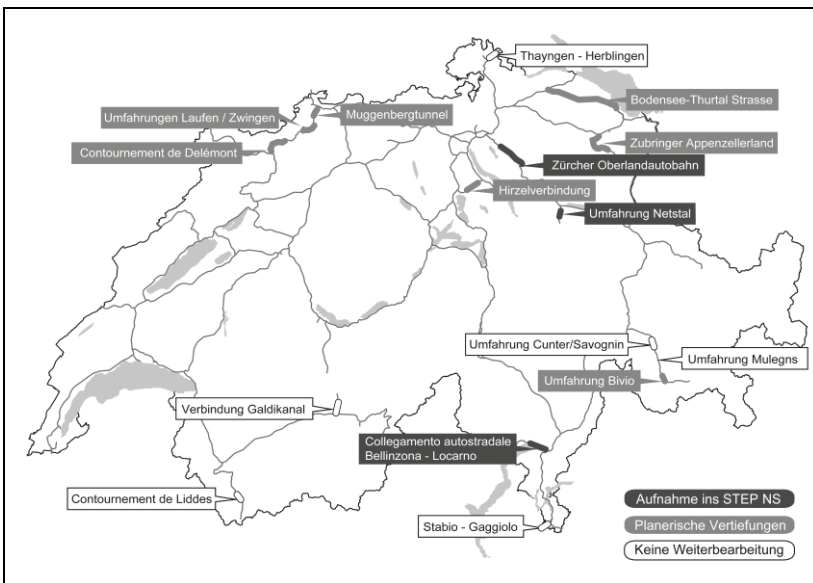 Thayngen - Herblingen
Bodensee-Thurtal Strasse
Umfahrungen Laufen / Zwingen
Muggenbergtunnel
Zubringer Appenzellerland
Contournement de Delémont
Zürcher Oberlandautobahn
Hirzelverbindung
Umfahrung Netstal
Umfahrung Cunter/Savognin
Umfahrung Mulegns
Umfahrung Bivio
Verbindung Galdikanal
Collegamento autostradale
Bellinzona - Locarno
Contournement de Liddes
Stabio - Gaggiolo
Aufnahme ins STEP NS
Planerische Vertiefungen
Keine Weiterbearbeitung